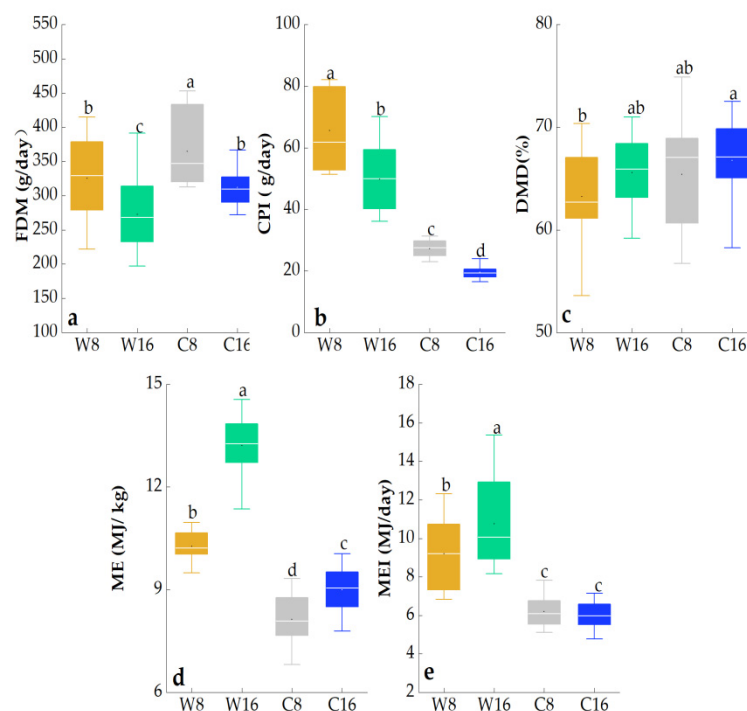 550
500
450
400
350
300
250
200
150
100
FDM (g/day）
b
c
a
b
a
W8
W16
C8
C16
100
80
60
40
20
0
CPI ( g/day)
a
b
c
d
b
W8
W16
C8
C16
80
70
60
50
DMD(%)
b
ab
ab
a
c
W8
W16
C8
C16
15
12
9
6
ME (MJ/ kg)
b
a
d
c
d
W8
W16
C8
C16
18
16
14
12
10
8
6
4
2
MEI (MJ/day)
b
a
c
c
e
W8
W16
C8
C16